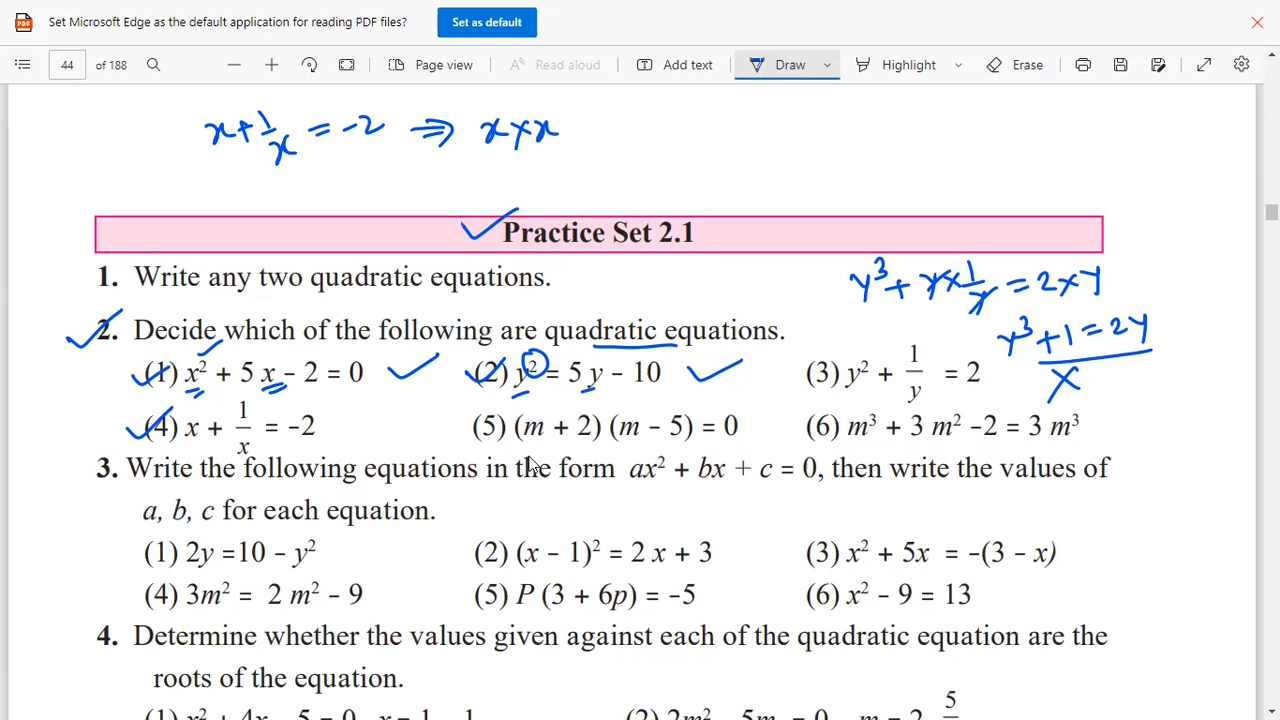 Set Microsoft Edge as the default application for reading PDF files? Set as default
44 of 188 Page view Read aloud Add text Draw Highlight Erase
x + 1/x = -2 ⇒ x × x
Practice Set 2.1
1. Write any two quadratic equations.
y³ + y × 1/y = 2 × y
2. Decide which of the following are quadratic equations.
y³ + 1 = 2y
(1) x² + 5 x – 2 = 0 (2) y² = 5 y – 10 (3) y² + 1/y = 2
(4) x + 1/x = –2 (5) (m + 2) (m – 5) = 0 (6) m³ + 3 m² –2 = 3 m³
3. Write the following equations in the form ax² + bx + c = 0, then write the values of
a, b, c for each equation.
(1) 2y =10 – y² (2) (x – 1)² = 2 x + 3 (3) x² + 5x = –(3 – x)
(4) 3m² = 2 m² – 9 (5) P (3 + 6p) = –5 (6) x² – 9 = 13
4. Determine whether the values given against each of the quadratic equation are the
roots of the equation.